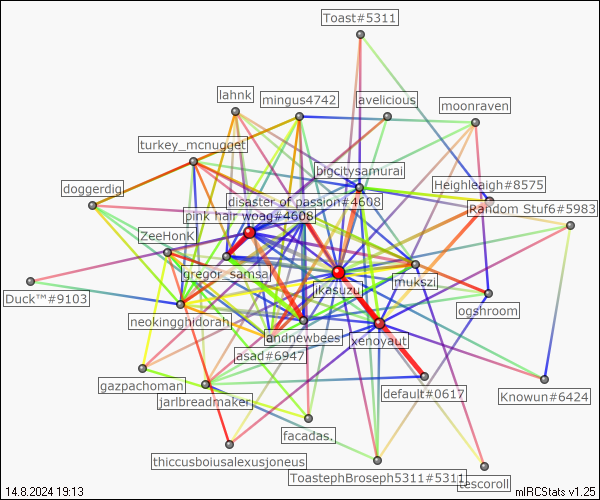 Toast#5311
lahnk
mingus4742
avelicious
moonraven
turkey_mcnugget
bigcitysamurai
doggerdig
Heighleaigh#8575
disaster of passion#4608
Random Stuf6#5983
pink hair woag#4608
ZeeHonK
gregor_samsa
mukszi
ikasuzu
Duck™#9103
ogshroom
neokingghidorah
andnewbees
xenoyaut
asad#6947
gazpachoman
default#0617
Knowun#6424
jarlbreadmaker
facadas.
thiccusboiusalexusjoneus
ToastephBroseph5311#5311
tescoroll
14.8.2024 19:13
mIRCStats v1.25